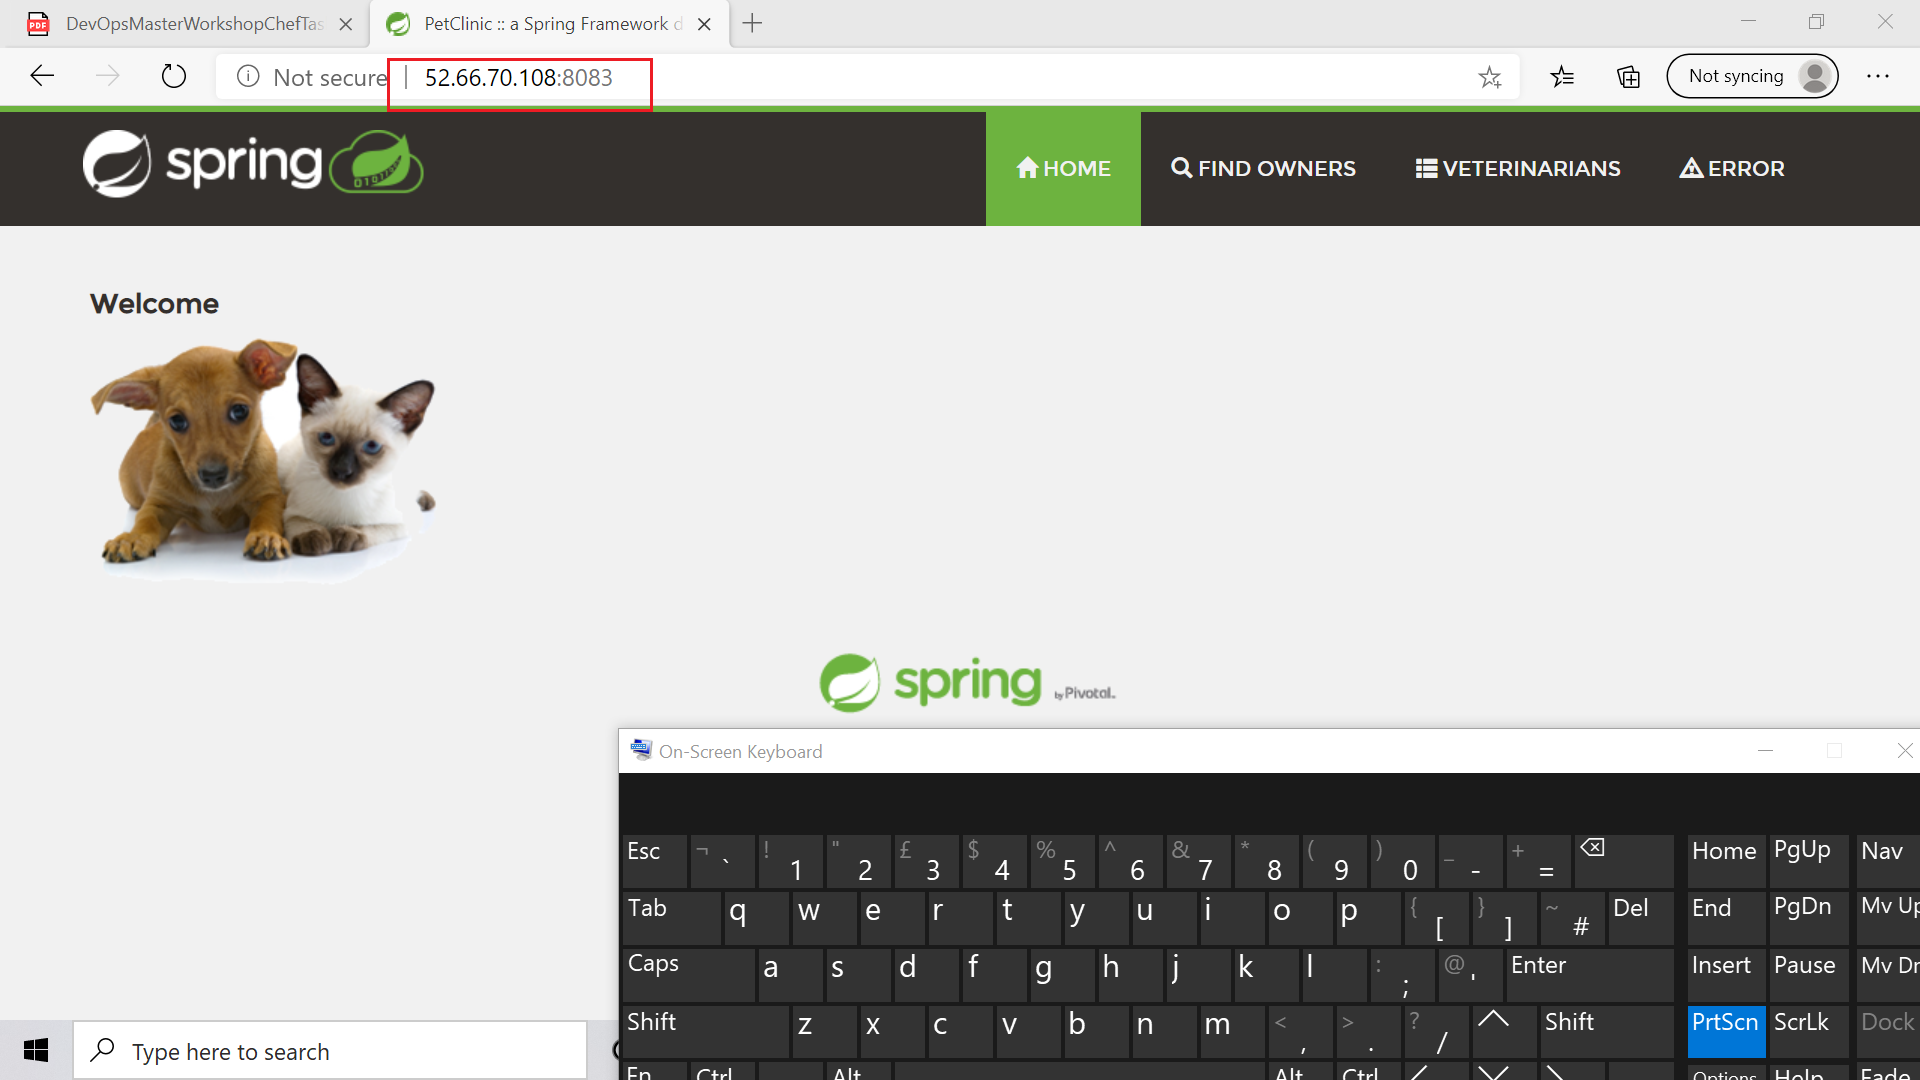 DevOpsMasterWorkshopChefTas
PetClinic :: a Spring Framework d
Not secure | 52.66.70.108:8083
Not syncing
spring
HOME
FIND OWNERS
VETERINARIANS
ERROR
Welcome
spring by Pivotal
On-Screen Keyboard
Esc ¬ ` ! 1 " 2 £ 3 $ 4 % 5 ^ 6 & 7 * 8 ( 9 ) 0 _ - + = Home PgUp Nav
Tab q w e r t y u i o p { [ } ] ~ # Del End PgDn Mv Up
Caps a s d f g h j k l : ; @ ' Enter Insert Pause Mv Dn
Shift z x c v b n m < , > . ? / Shift PrtScn ScrLk Dock
Fn Ctrl Alt Alt Ctrl Options Help Fade
Type here to search